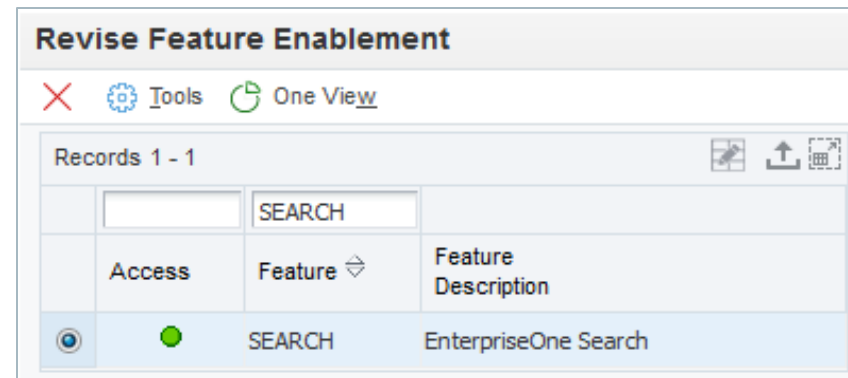 Revise Feature Enablement
Tools One View
Records 1 - 1
SEARCH
Access Feature Feature
Description
SEARCH EnterpriseOne Search